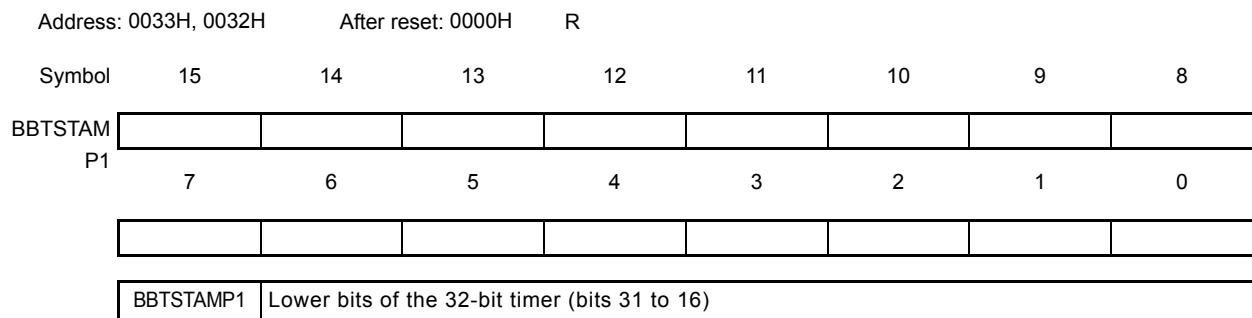 Address: 0033H, 0032H After reset: 0000H R
Symbol 15 14 13 12 11 10 9 8
BBTSTAM
P1
7 6 5 4 3 2 1 0
BBTSTAMP1 Lower bits of the 32-bit timer (bits 31 to 16)